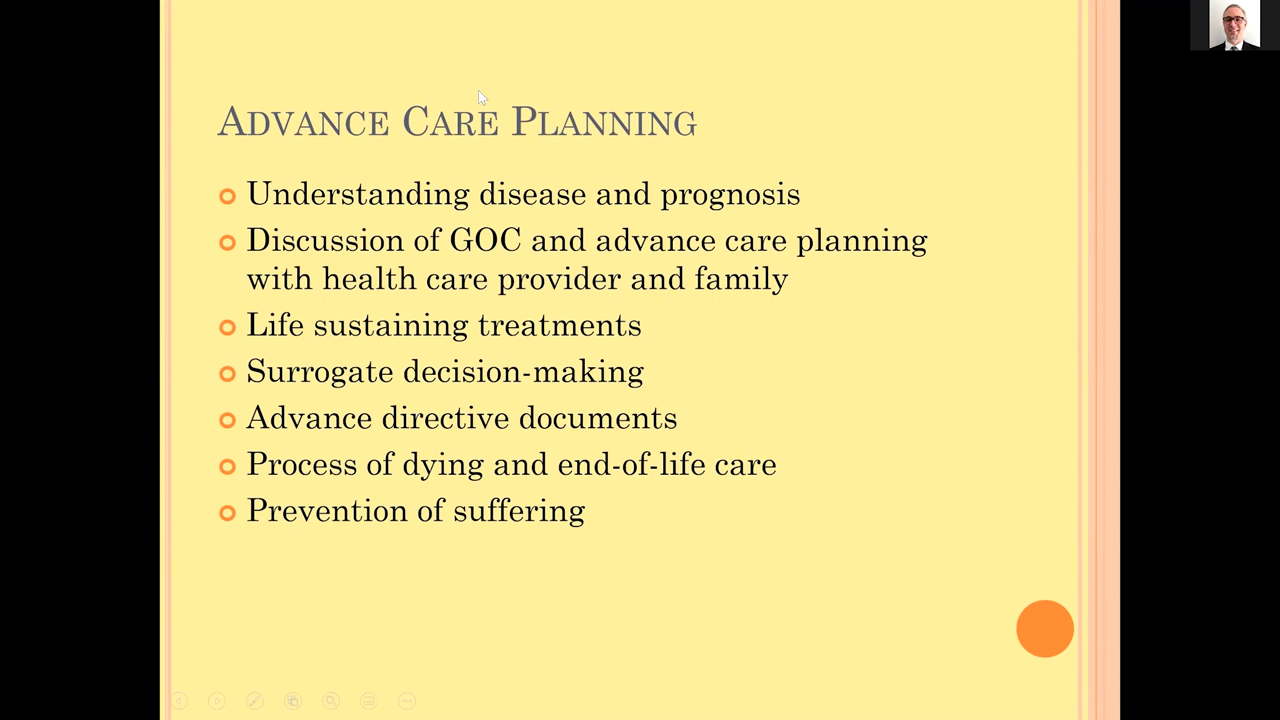 Advance Care Planning
Understanding disease and prognosis
Discussion of GOC and advance care planning
with health care provider and family
Life sustaining treatments
Surrogate decision-making
Advance directive documents
Process of dying and end-of-life care
Prevention of suffering